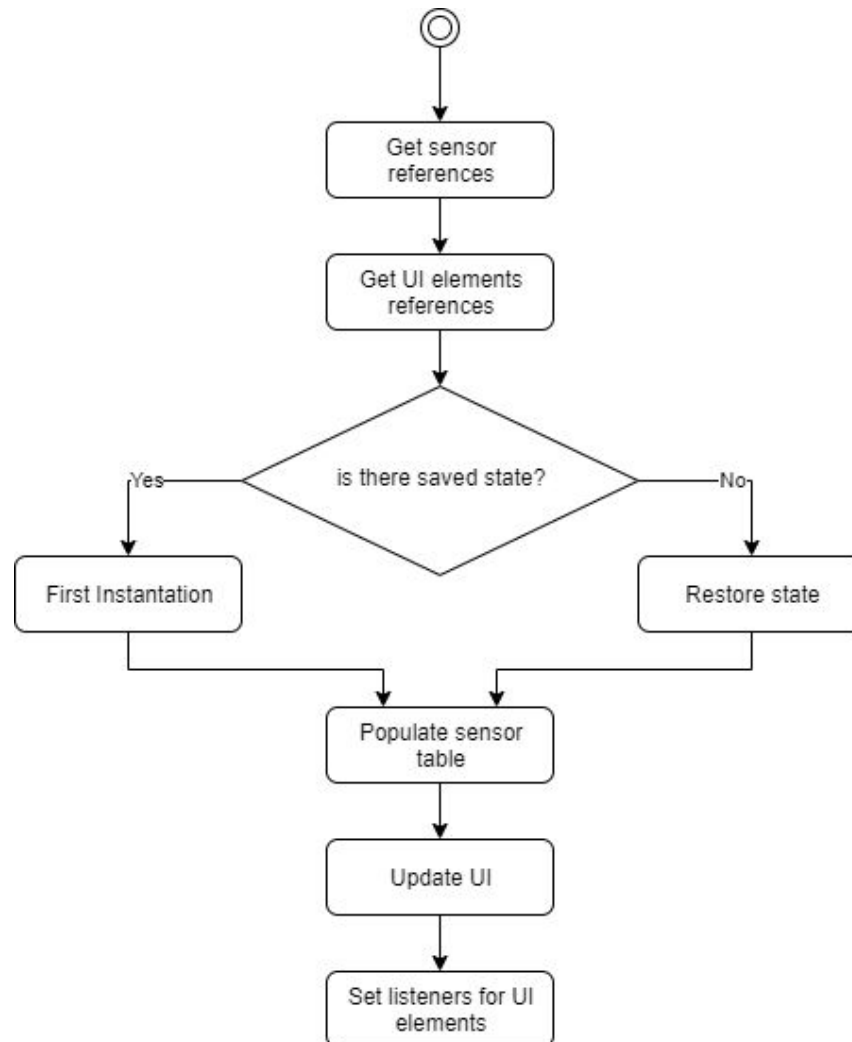 Get sensor
references
Get UI elements
references
is there saved state?
Yes
No
First Instantation
Restore state
Populate sensor
table
Update UI
Set listeners for UI
elements